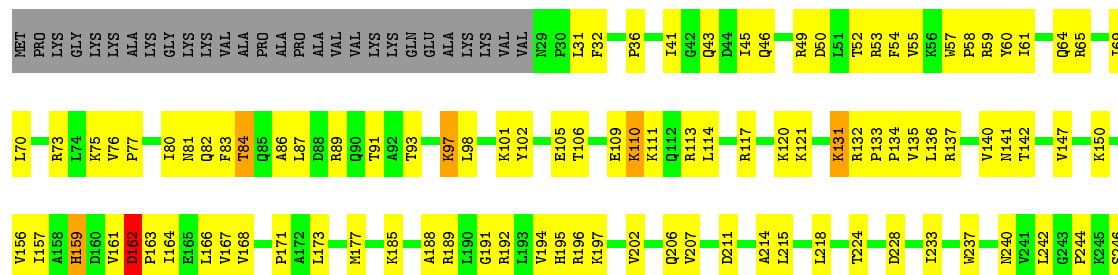 MET PRO LYS GLY LYS LYS ALA LYS GLY LYS LYS VAL ALA PRO ALA PRO ALA VAL VAL LYS LYS GLN GLU ALA LYS LYS VAL VAL N29 P30 L31 F32 P36 I41 G42 Q43 D44 I45 Q46 R49 D50 L51 T52 R53 F54 V55 K56 W57 P58 R59 Y60 I61 Q64 R65
L70 R73 L74 K75 V76 P77 I80 N81 Q82 F83 T84 Q85 A86 L87 D88 R89 Q90 T91 A92 T93 K97 L98 K101 Y102 E105 T106 E109 K110 K111 Q112 R113 L114 R117 K120 K121 K131 R132 P133 P134 V135 L136 R137 V140 N141 T142 V147 K150
V156 I157 A158 H159 D160 V161 D162 P163 I164 E165 L166 V167 V168 P171 A172 L173 M177 K185 A188 R189 L190 G191 R192 L193 V194 H195 R196 K197 V202 Q206 V207 D211 A214 L215 L218 T224 D228 I233 W237 N240 V241 L242 G243 P244 K245